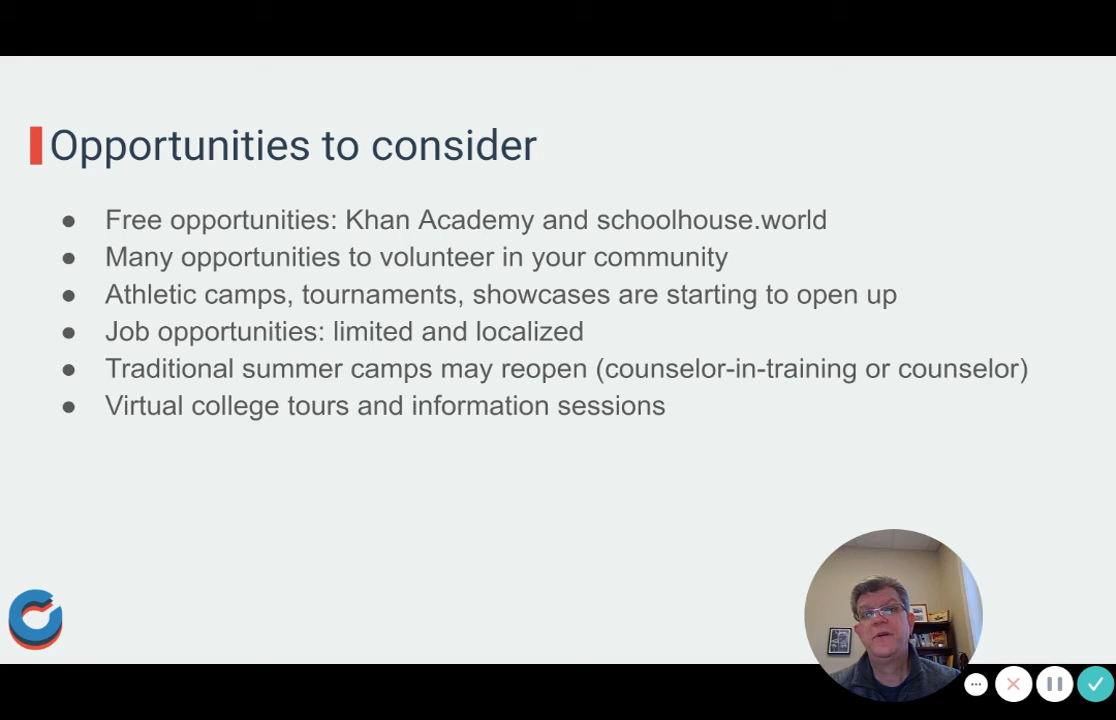 Opportunities to consider
● Free opportunities: Khan Academy and schoolhouse.world
● Many opportunities to volunteer in your community
● Athletic camps, tournaments, showcases are starting to open up
● Job opportunities: limited and localized
● Traditional summer camps may reopen (counselor-in-training or counselor)
● Virtual college tours and information sessions